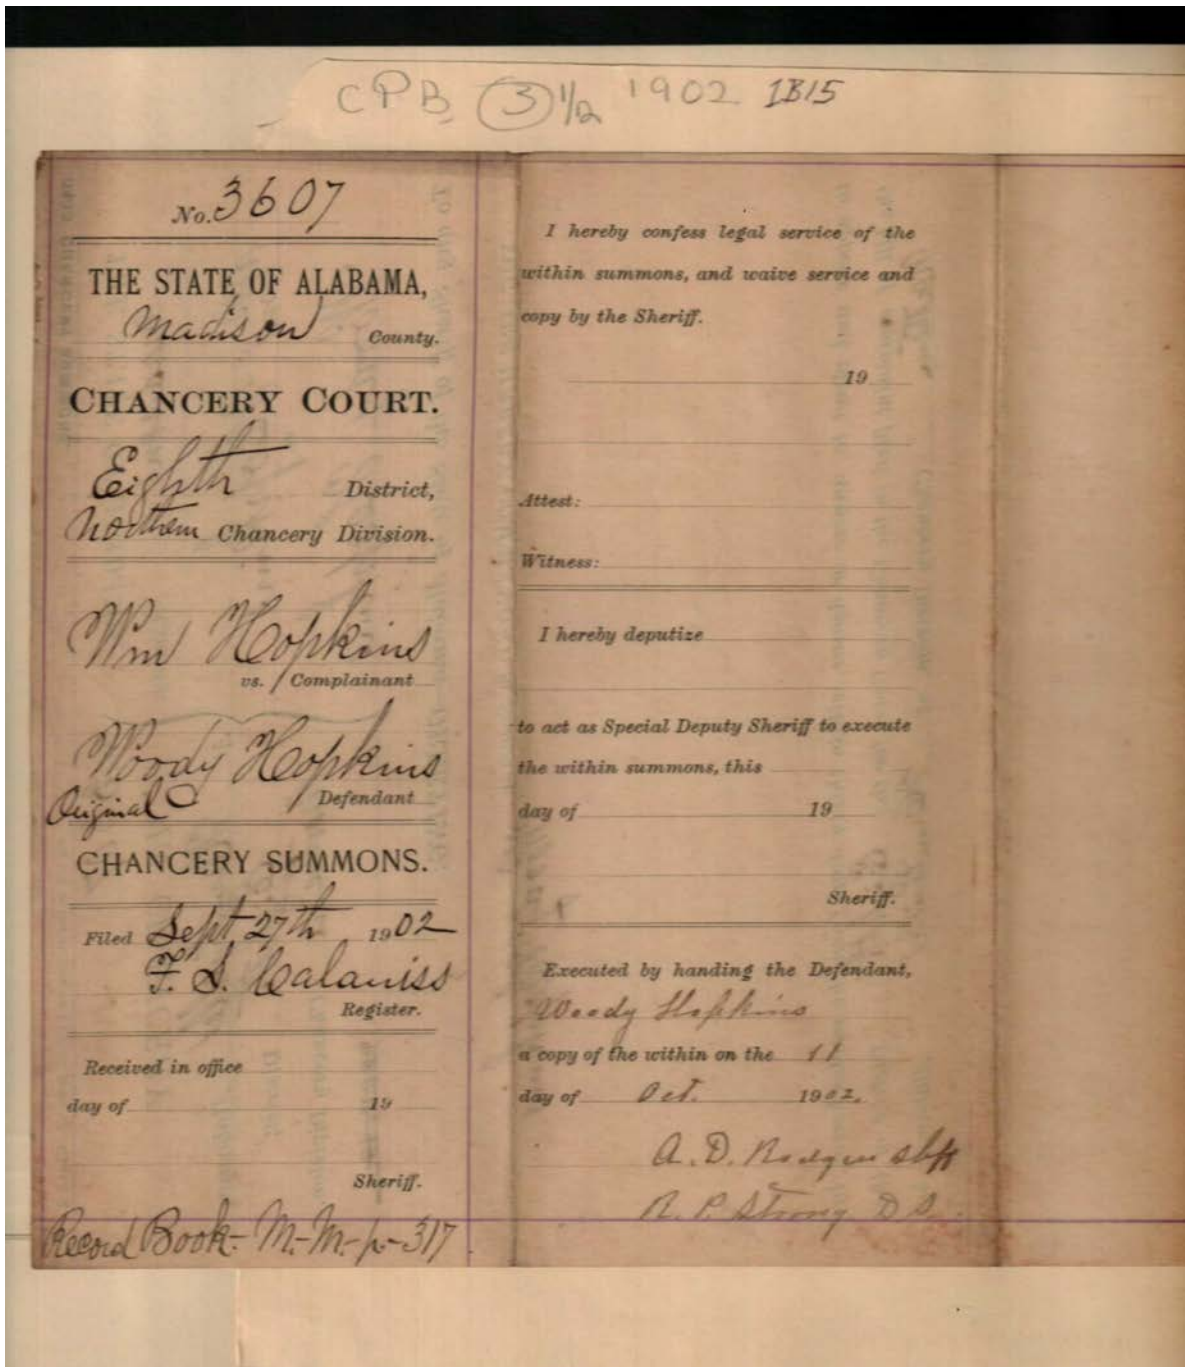 CPB 3 1/2 1902 1B15
No. 3607
THE STATE OF ALABAMA,
Madison County.
CHANCERY COURT.
Eighth District,
Northern Chancery Division.
Wm Hopkins
vs. Complainant
Woody Hopkins
Original Defendant
CHANCERY SUMMONS.
Filed Sept 27th 1902
F. S.
Register.
Received in office
day of 19
Sheriff.
Record Book - M.-M.- p- 317
I hereby confess legal service of the
within summons, and waive service and
copy by the Sheriff.
19
Attest:
Witness:
I hereby deputize
to act as Special Deputy Sheriff to execute
the within summons, this
day of 19
Sheriff.
Executed by handing the Defendant,
Woody Hopkins
a copy of the within on the 11
day of Oct. 1902.
A. D. Rodgers Shff
R. P. Strong D S.